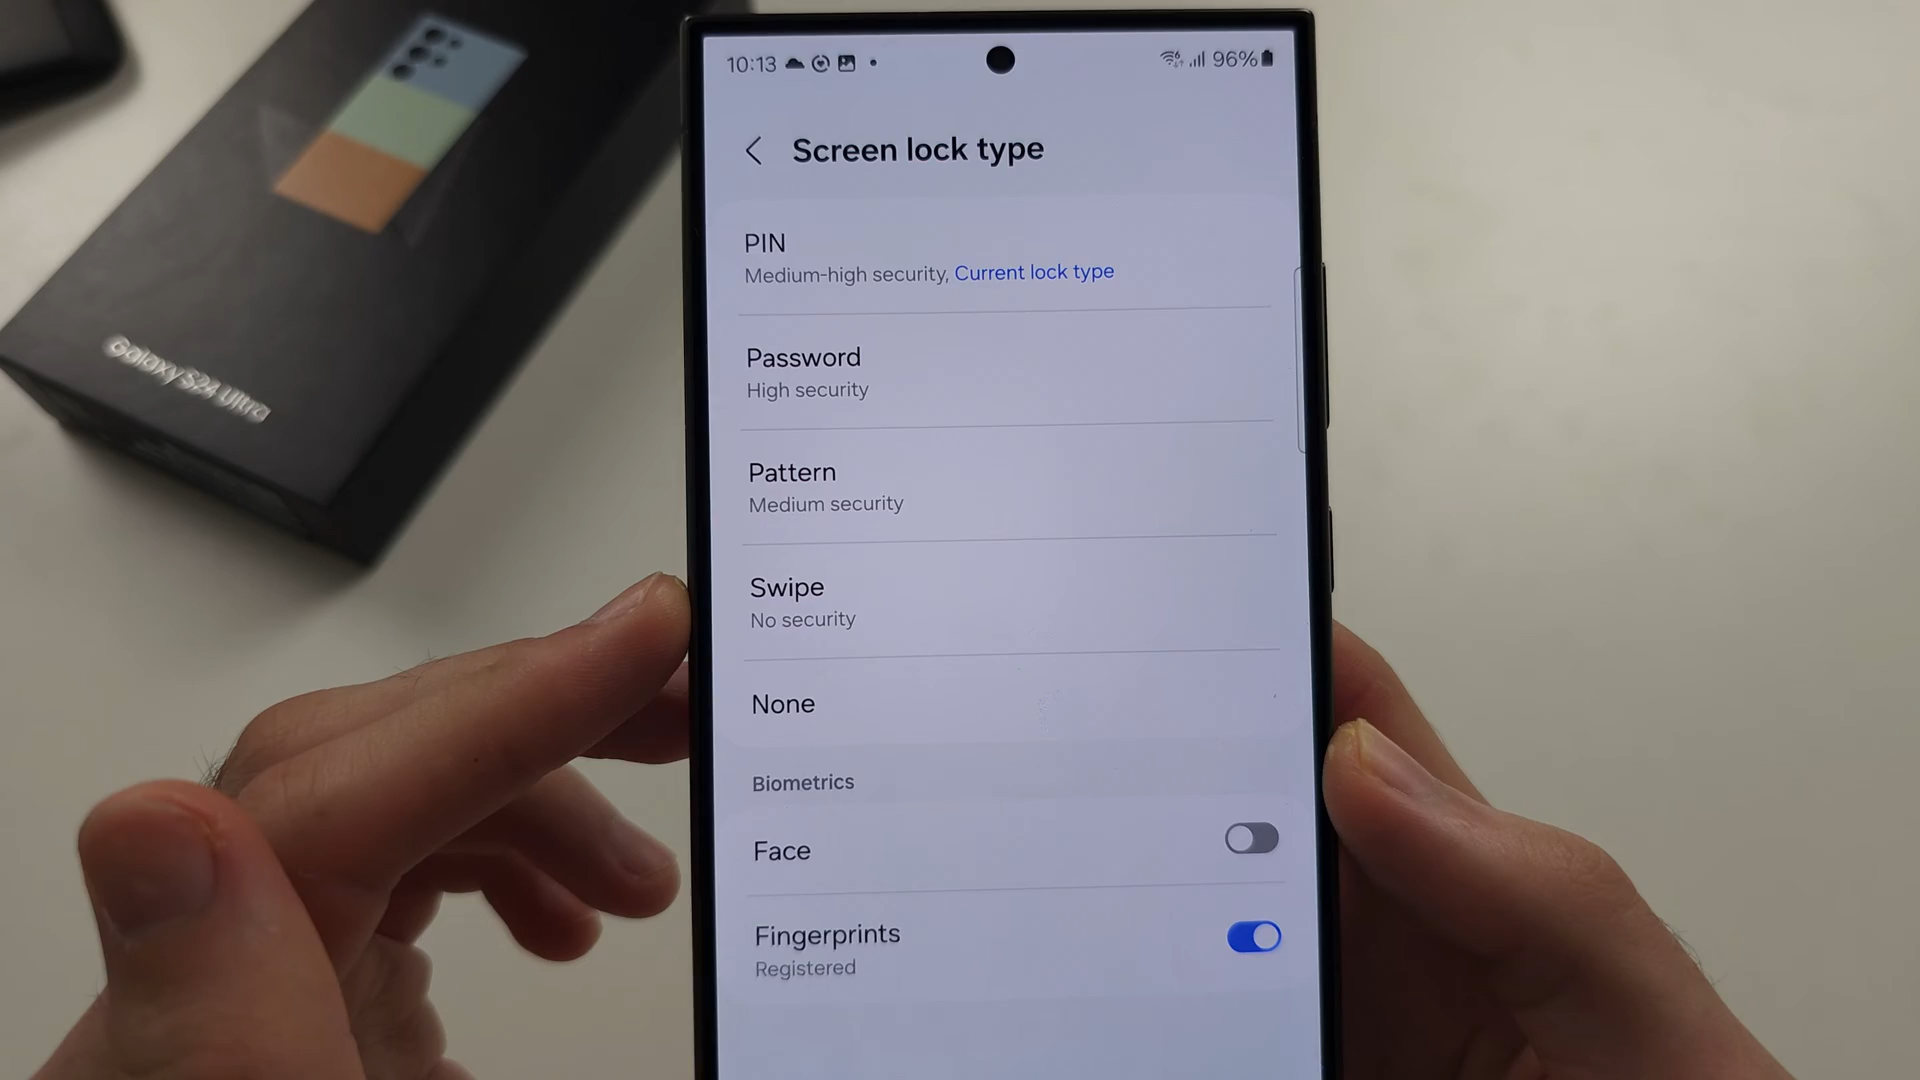 10:13
96%
Screen lock type
PIN
Medium-high security, Current lock type
Password
High security
Pattern
Medium security
Swipe
No security
None
Biometrics
Face
Fingerprints
Registered
Galaxy S24 Ultra